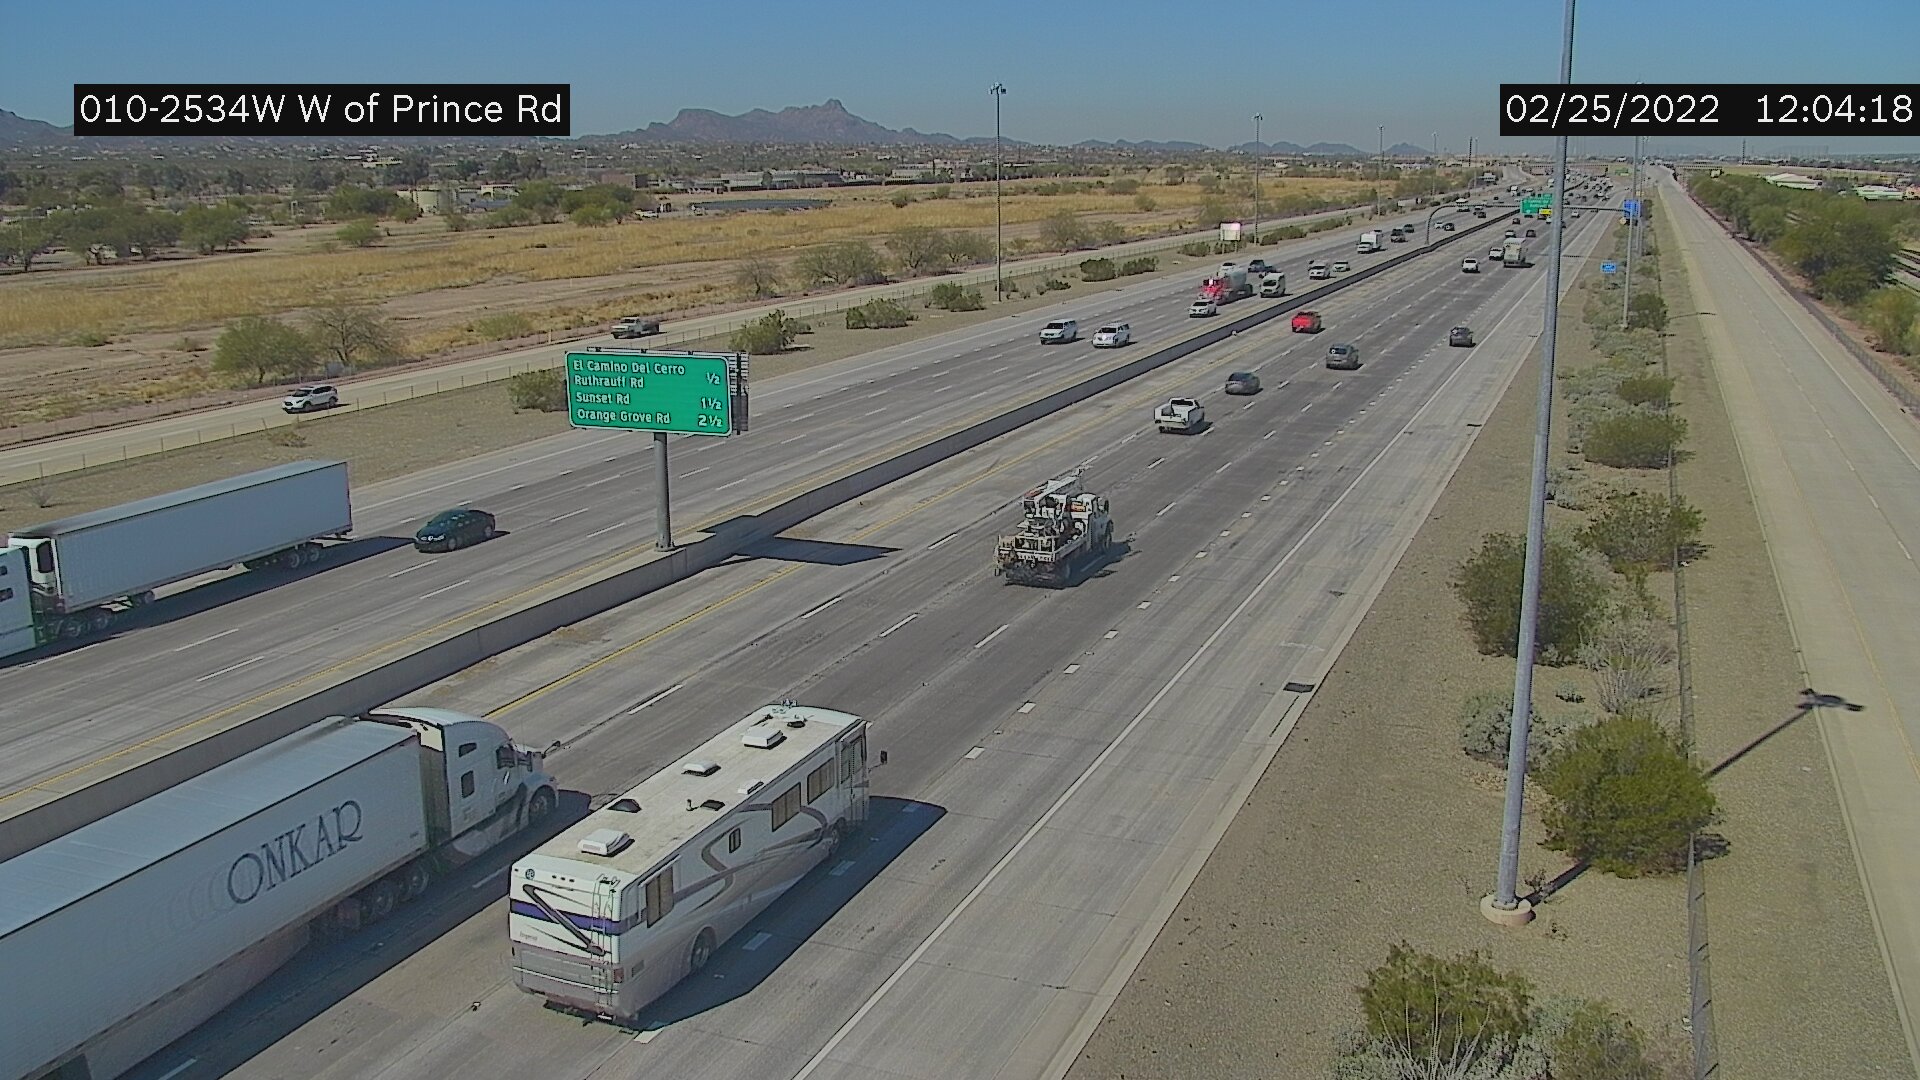 010-2534W W of Prince Rd
02/25/2022 12:04:18
El Camino Del Cerro
Ruthrauff Rd ½
Sunset Rd 1½
Orange Grove Rd 2½
ONKAR